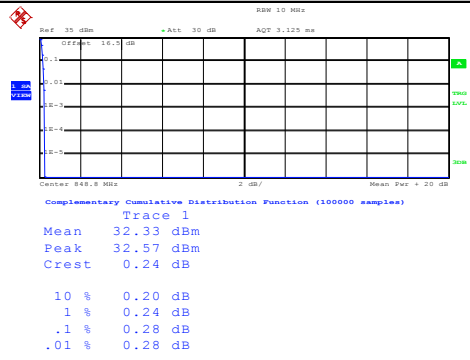 RBW 10 MHz
Ref 35 dBm
Att 30 dB
AQT 3.125 ms
Offset 16.5 dB
0.1
A
0.01
1 SA
VIEW
TRG
LVL
1E-3
1E-4
1E-5
3DB
Center 848.8 MHz
2 dB/
Mean Pwr + 20 dB
Complementary Cumulative Distribution Function (100000 samples)
Trace 1
Mean 32.33 dBm
Peak 32.57 dBm
Crest 0.24 dB
10 % 0.20 dB
1 % 0.24 dB
.1 % 0.28 dB
.01 % 0.28 dB